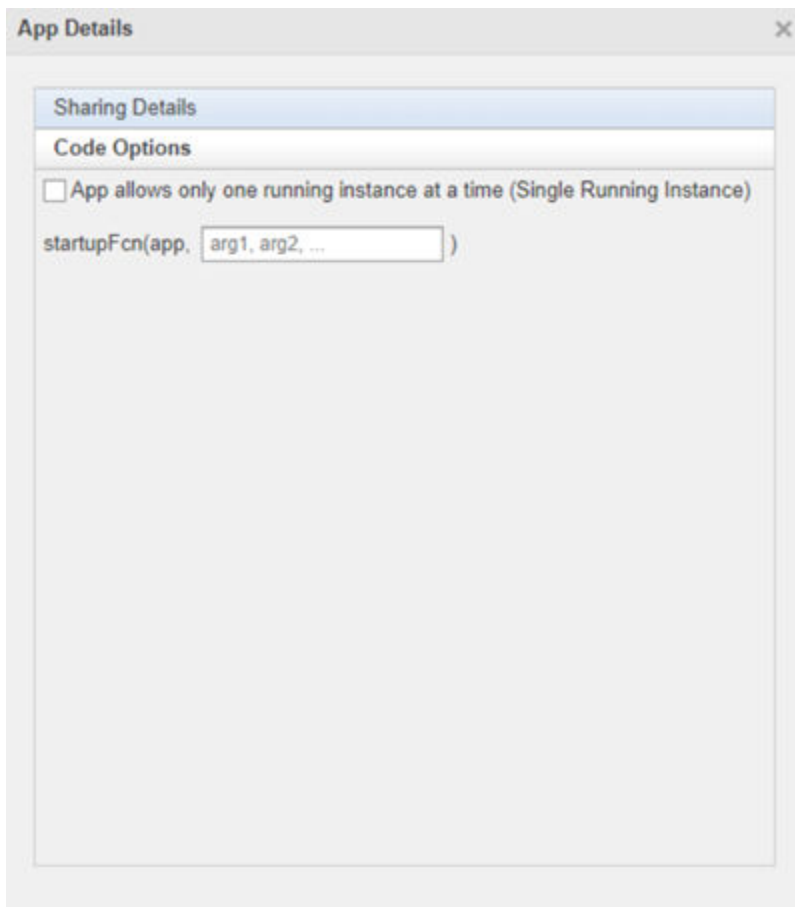 App Details
Sharing Details
Code Options
App allows only one running instance at a time (Single Running Instance)
startupFcn(app, arg1, arg2, ... )